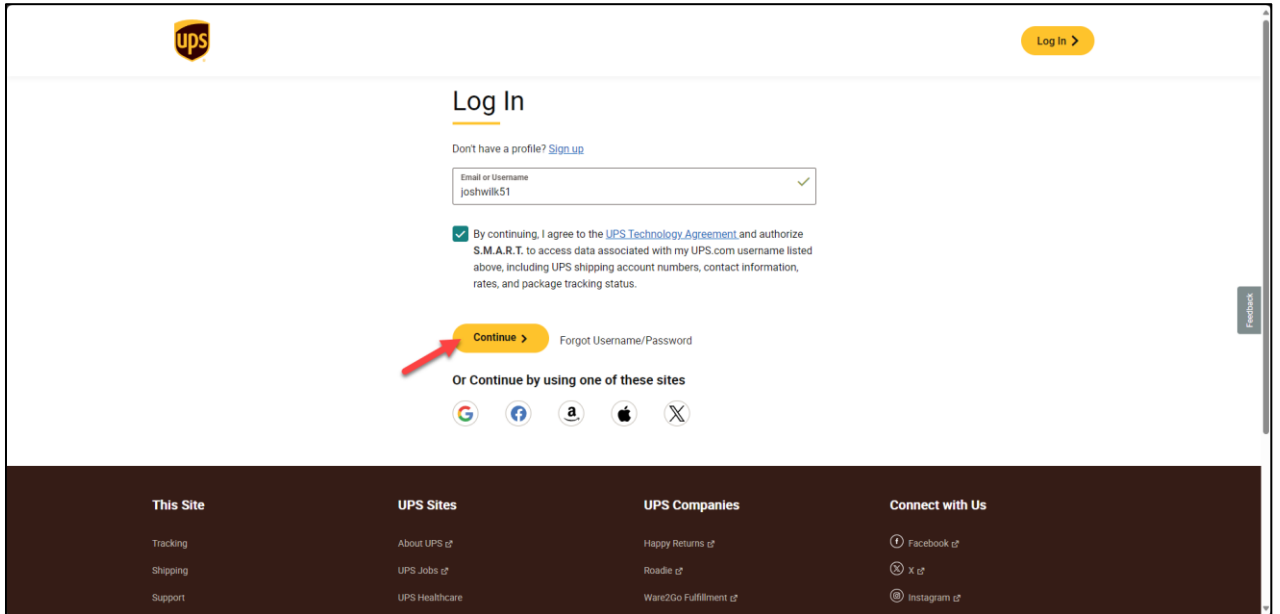 ups
Log In
Log In
Don't have a profile? Sign up
Email or Username
joshwilk51
By continuing, I agree to the UPS Technology Agreement and authorize
S.M.A.R.T. to access data associated with my UPS.com username listed
above, including UPS shipping account numbers, contact information,
rates, and package tracking status.
Feedback
Continue
Forgot Username/Password
Or Continue by using one of these sites
This Site
UPS Sites
UPS Companies
Connect with Us
Tracking
About UPS
Happy Returns
Facebook
Shipping
UPS Jobs
Roadie
X
Support
UPS Healthcare
Ware2Go Fulfillment
Instagram